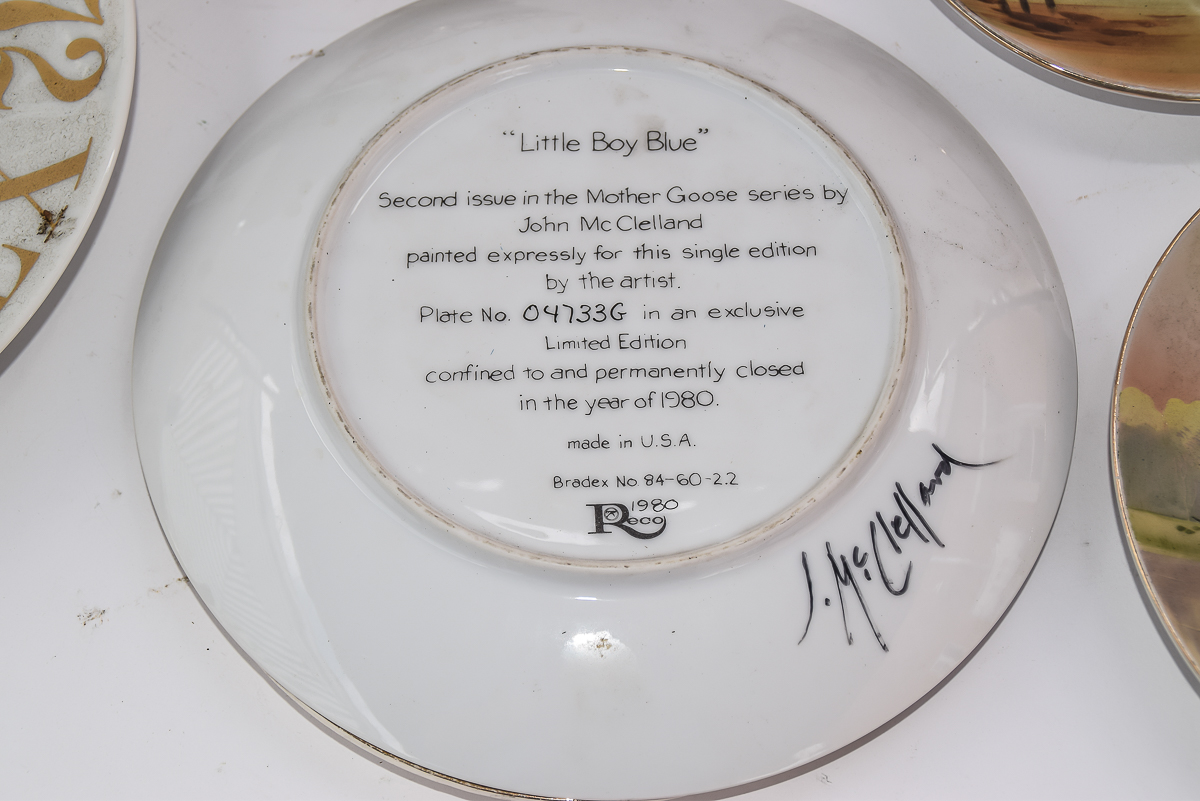 “Little Boy Blue”
Second issue in the Mother Goose series by
John McClelland
painted expressly for this single edition
by the artist.
Plate No. 04733G in an exclusive
Limited Edition
confined to and permanently closed
in the year of 1980.
made in U.S.A.
Bradex No 84-60-2.2
1980
Reco
J. McClelland